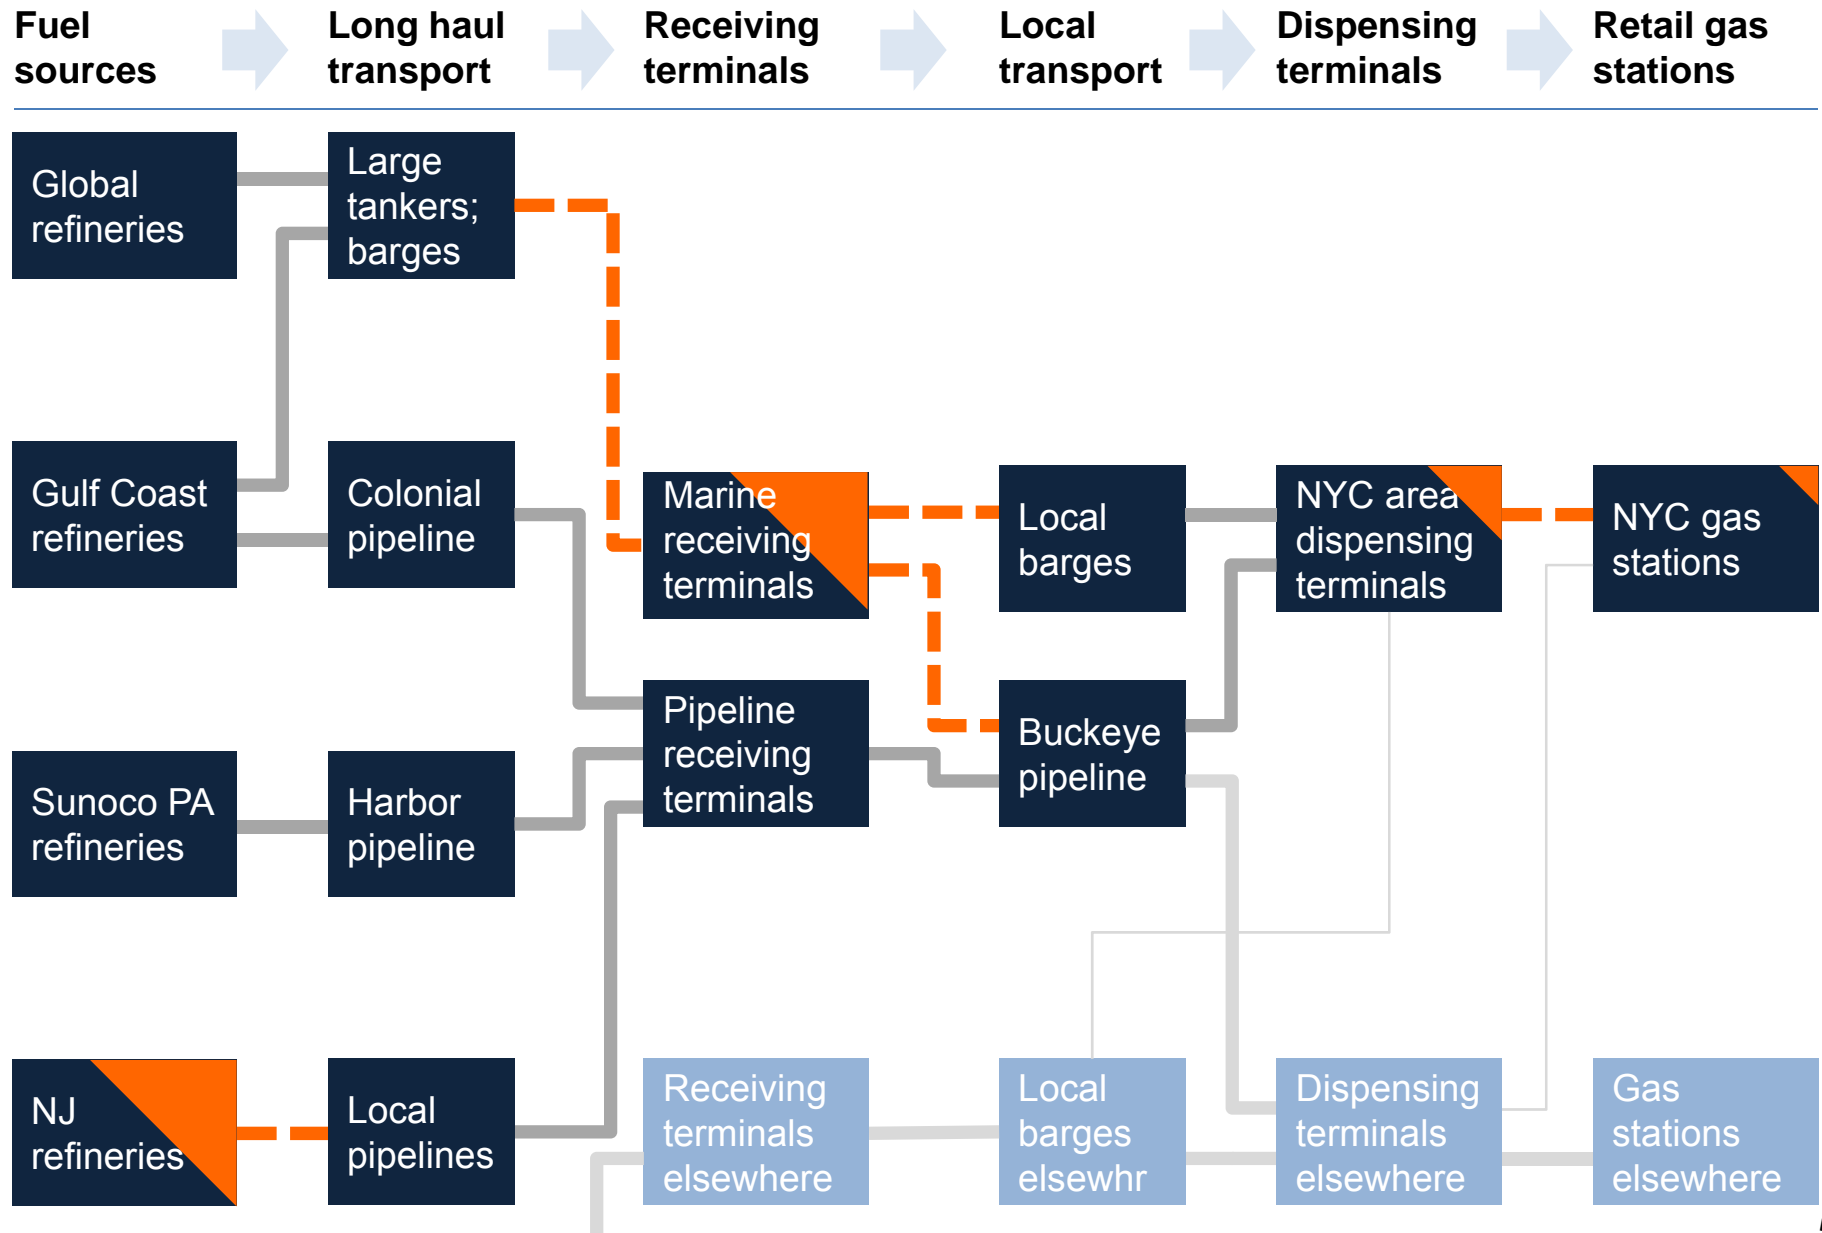 Fuel
sources
Long haul
transport
Receiving
terminals
Local
transport
Dispensing
terminals
Retail gas
stations
Global
refineries
Large
tankers;
barges
Gulf Coast
refineries
Colonial
pipeline
Marine
receiving
terminals
Local
barges
NYC area
dispensing
terminals
NYC gas
stations
Pipeline
receiving
terminals
Buckeye
pipeline
Sunoco PA
refineries
Harbor
pipeline
NJ
refineries
Local
pipelines
Receiving
terminals
elsewhere
Local
barges
elsewhr
Dispensing
terminals
elsewhere
Gas
stations
elsewhere